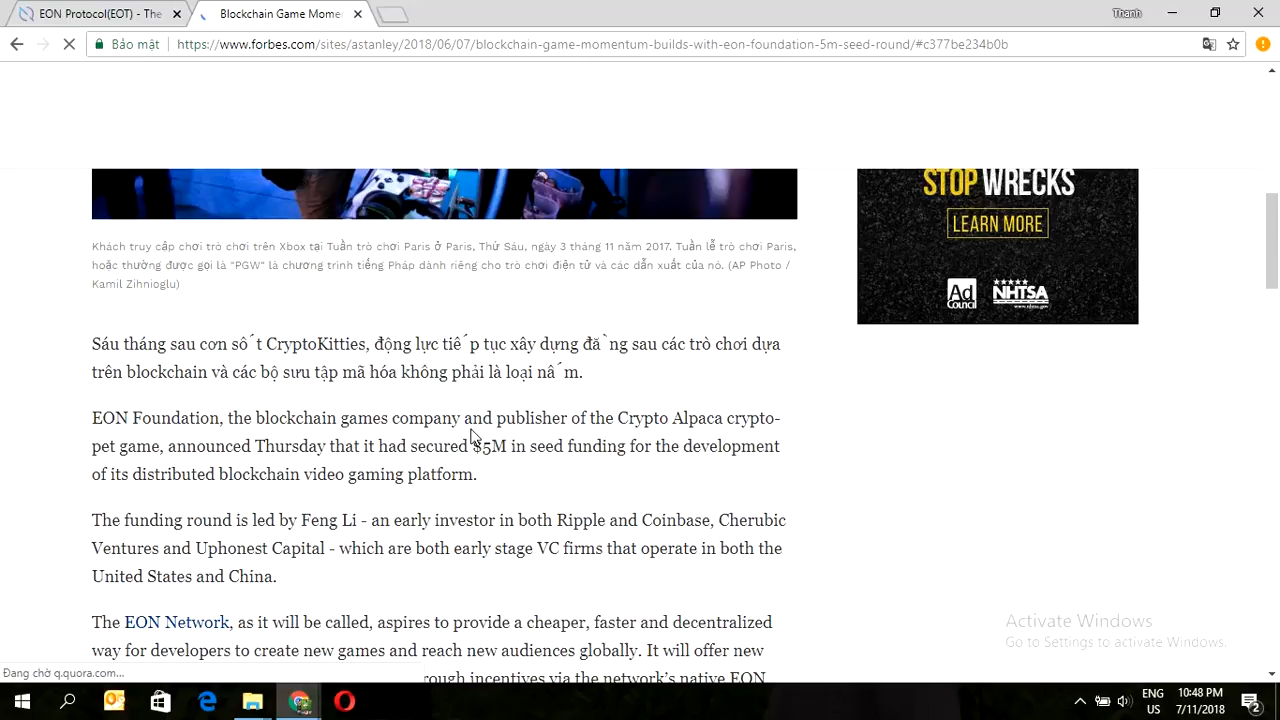 EON Protocol(EOT) - The
Blockchain Game Mome
Thanh
Bảo mật
https://www.forbes.com/sites/astanley/2018/06/07/blockchain-game-momentum-builds-with-eon-foundation-5m-seed-round/#c377be234b0b
STOP WRECKS
LEARN MORE
Ad Council
NHTSA
www.nhtsa.gov
Khách truy cập chơi trò chơi trên Xbox tại Tuần trò chơi Paris ở Paris, Thứ Sáu, ngày 3 tháng 11 năm 2017. Tuần lễ trò chơi Paris,
hoặc thường được gọi là "PGW" là chương trình tiếng Pháp dành riêng cho trò chơi điện tử và các dẫn xuất của nó. (AP Photo /
Kamil Zihnioglu)
Sáu tháng sau cơn sốt CryptoKitties, động lực tiếp tục xây dựng đằng sau các trò chơi dựa
trên blockchain và các bộ sưu tập mã hóa không phải là loại nấm.
EON Foundation, the blockchain games company and publisher of the Crypto Alpaca crypto-
pet game, announced Thursday that it had secured $5M in seed funding for the development
of its distributed blockchain video gaming platform.
The funding round is led by Feng Li - an early investor in both Ripple and Coinbase, Cherubic
Ventures and Uphonest Capital - which are both early stage VC firms that operate in both the
United States and China.
The EON Network, as it will be called, aspires to provide a cheaper, faster and decentralized
way for developers to create new games and reach new audiences globally. It will offer new
rough incentives via the network's native EON
Activate Windows
Go to Settings to activate Windows.
Đang chờ q.quora.com...
ENG
US
10:48 PM
7/11/2018
2